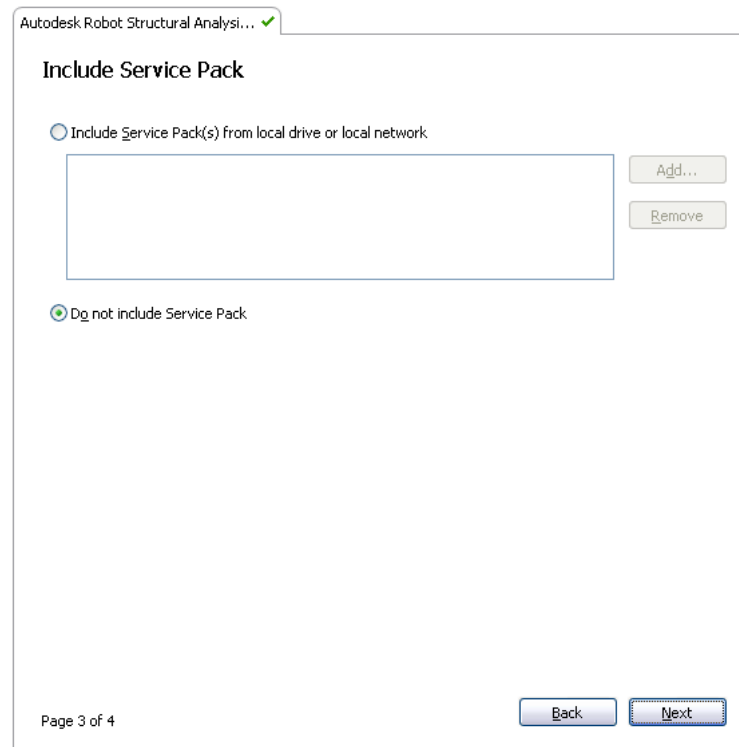 Autodesk Robot Structural Analysi...
Include Service Pack
Include Service Pack(s) from local drive or local network
Add...
Remove
Do not include Service Pack
Page 3 of 4
Back
Next